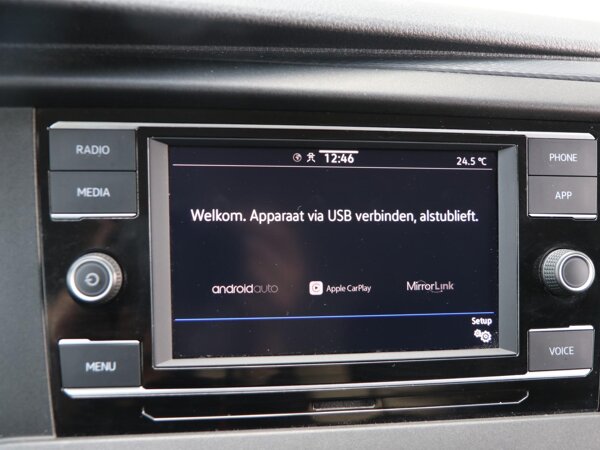 RADIO
MEDIA
MENU
PHONE
APP
VOICE
12:46
24.5 °C
Welkom. Apparaat via USB verbinden, alstublieft.
androidauto
Apple CarPlay
MirrorLink
Setup